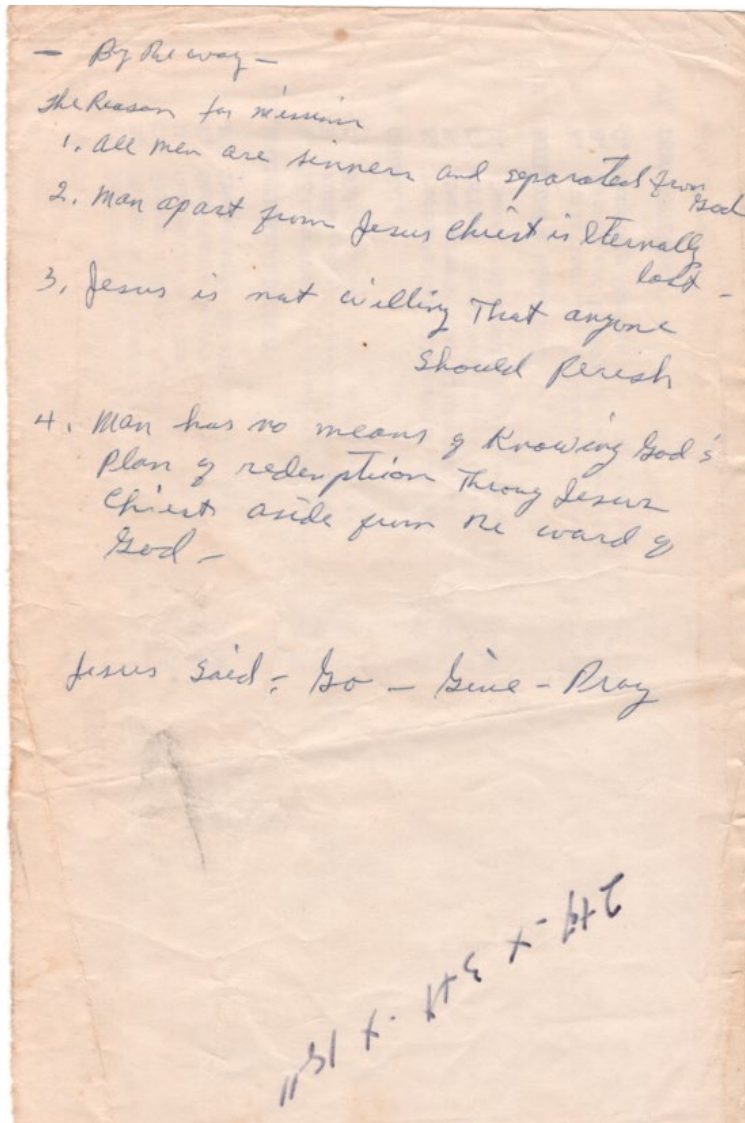 - By the way -
The Reason for mission
1. All men are sinners and separated from
God
2. Man apart from Jesus Christ is Eternally
lost -
3. Jesus is not willing That anyone
Should Perish
4. Man has no means of Knowing God's
Plan of redemption Throug Jesus
Christ aside from the word of
God -
Jesus Said - Go - Give - Pray